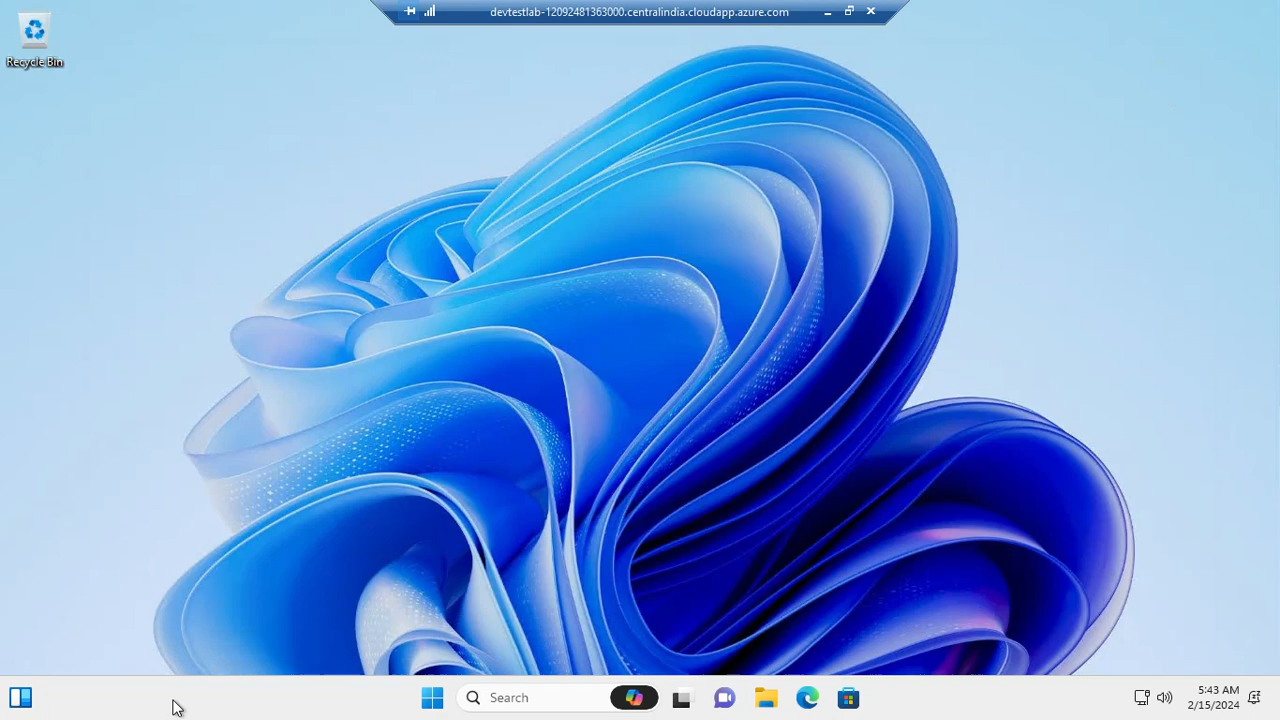 devtestlab-12092481363000.centralindia.cloudapp.azure.com
Recycle Bin
Search
5:43 AM
2/15/2024